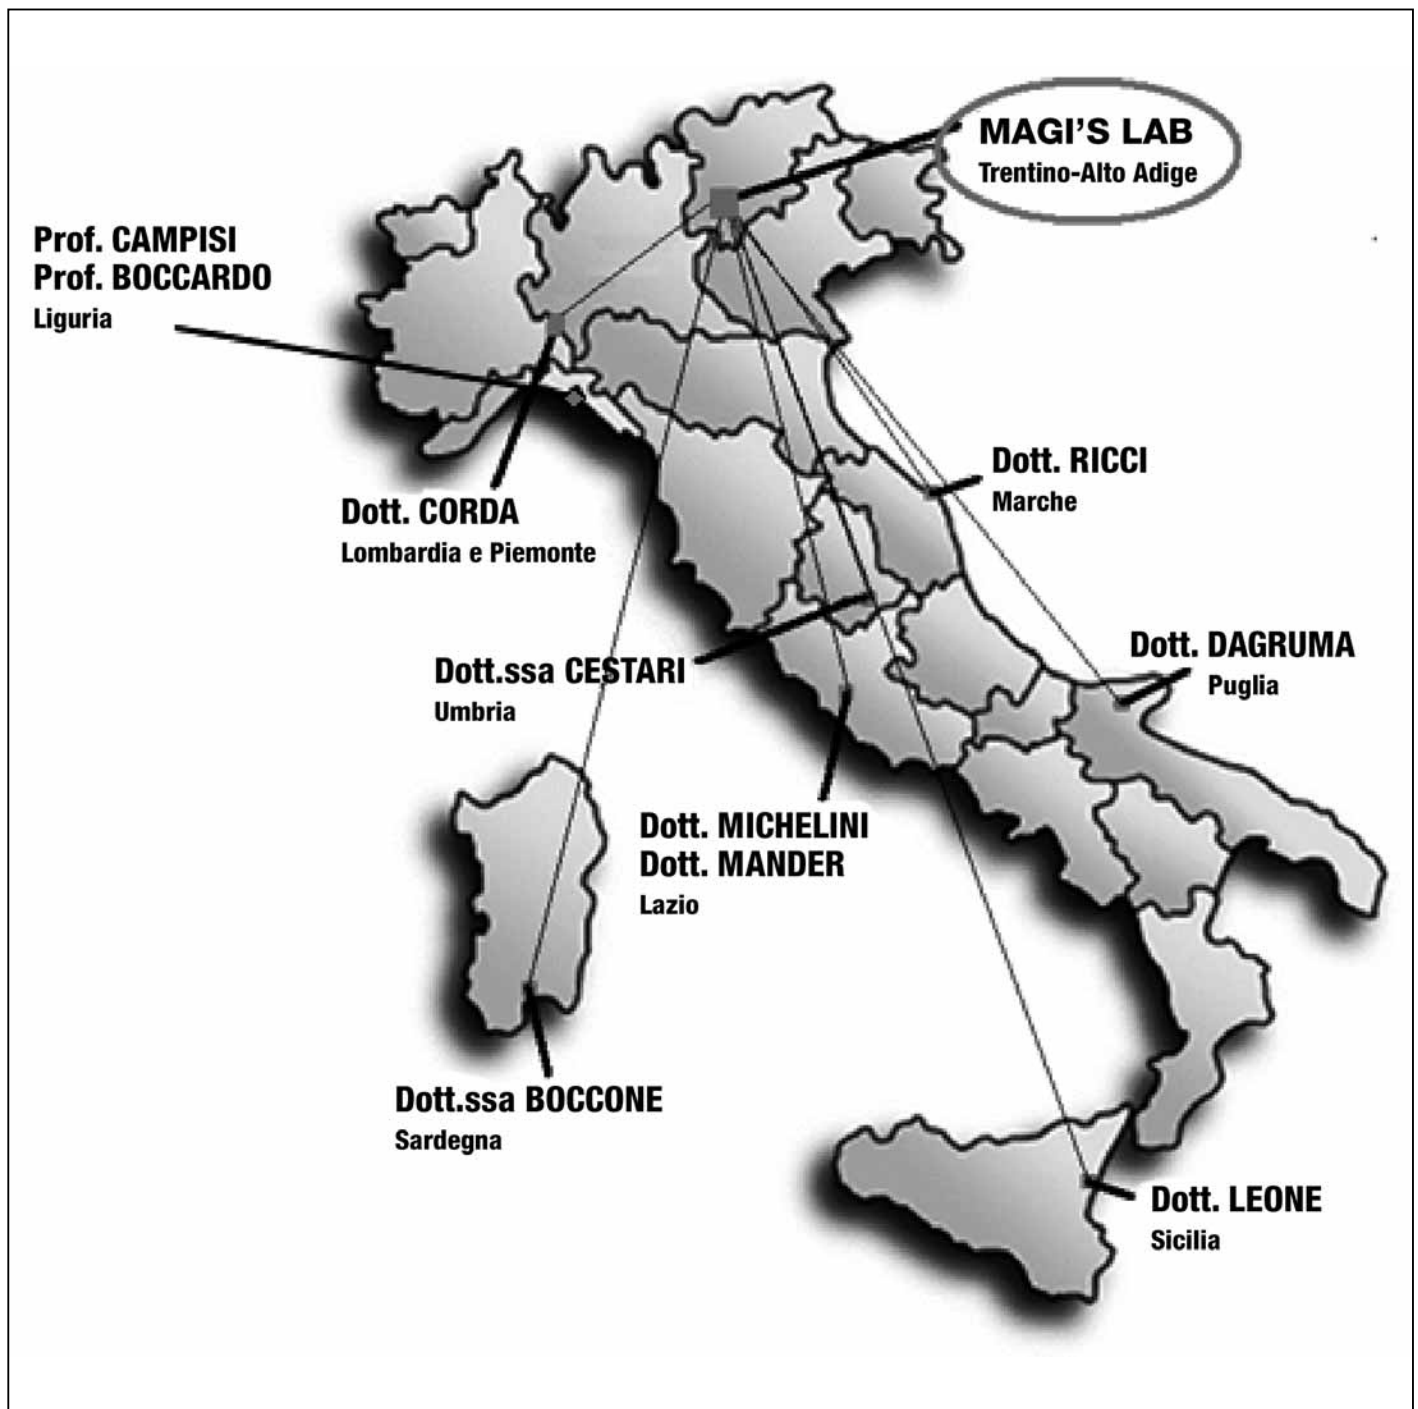 MAGI'S LAB
Trentino-Alto Adige
Prof. CAMPISI
Prof. BOCCARDO
Liguria
Dott. RICCI
Marche
Dott. CORDA
Lombardia e Piemonte
Dott. DAGRUMA
Puglia
Dott.ssa CESTARI
Umbria
Dott. MICHELINI
Dott. MANDER
Lazio
Dott.ssa BOCCONE
Sardegna
Dott. LEONE
Sicilia